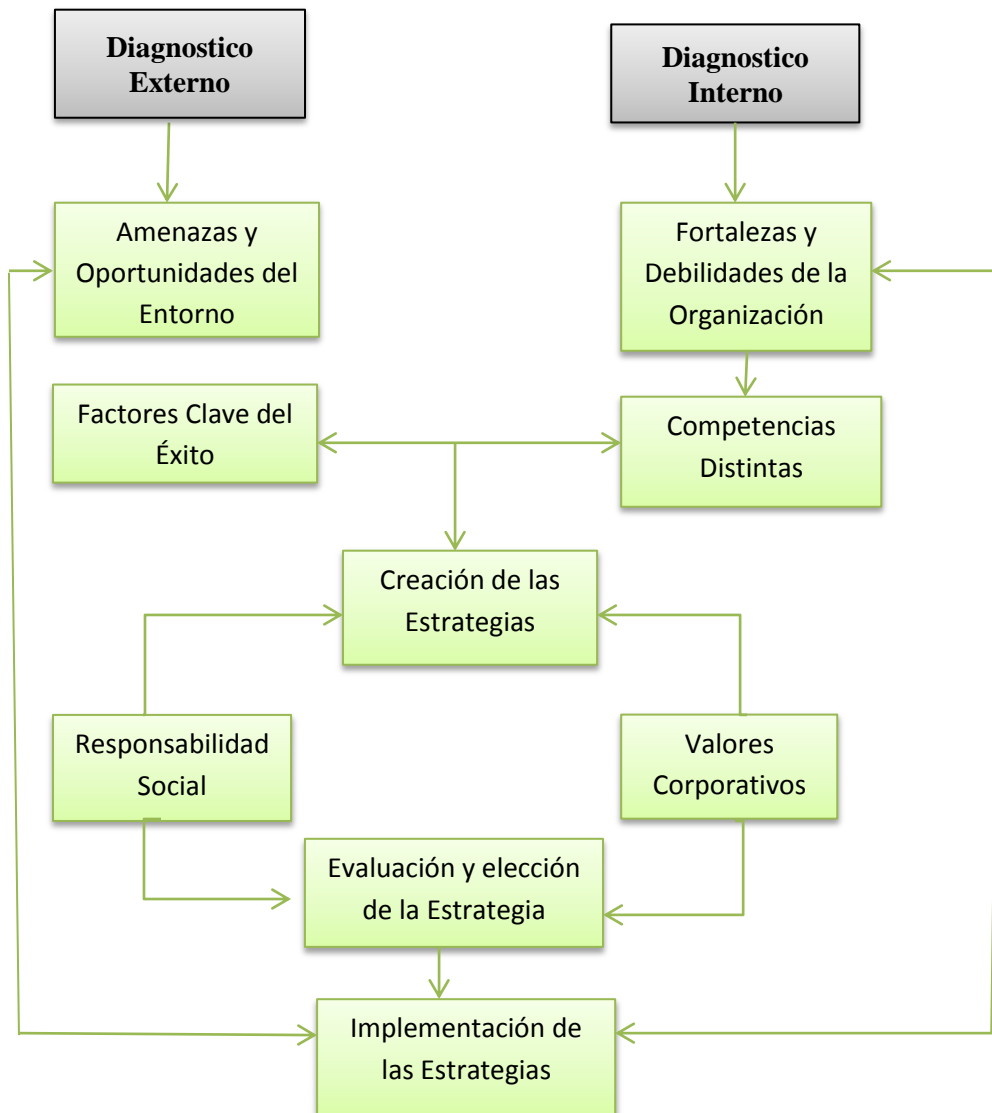 Diagnostico
Externo
Diagnostico
Interno
Amenazas y
Oportunidades del
Entorno
Fortalezas y
Debilidades de la
Organización
Factores Clave del
Éxito
Competencias
Distintas
Creación de las
Estrategias
Responsabilidad
Social
Valores
Corporativos
Evaluación y elección
de la Estrategia
Implementación de
las Estrategias